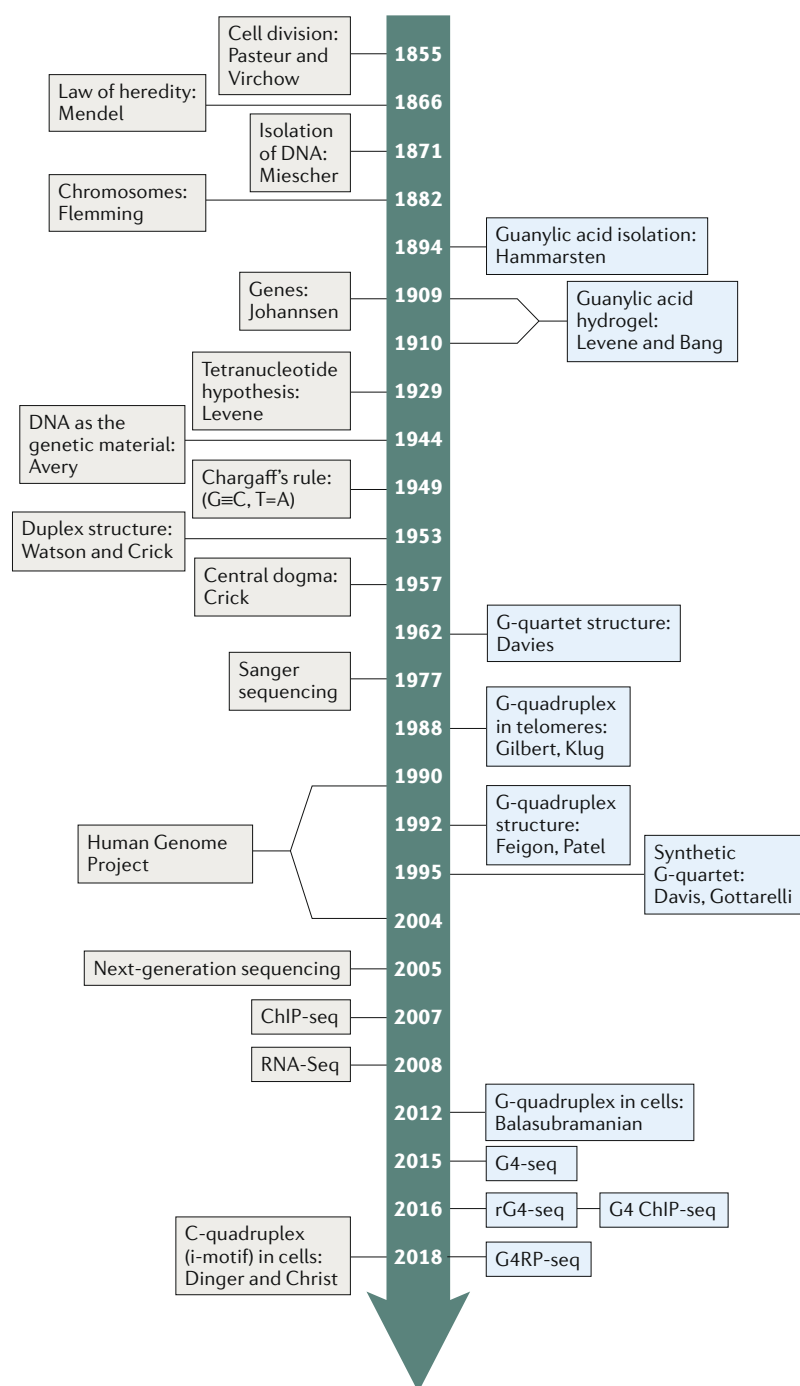 Cell division:
Pasteur and
Virchow
1855
Law of heredity:
Mendel
1866
Isolation
of DNA:
Miescher
1871
Chromosomes:
Flemming
1882
1894
Guanylic acid isolation:
Hammarsten
Genes:
Johannsen
1909
Guanylic acid
hydrogel:
Levene and Bang
1910
Tetranucleotide
hypothesis:
Levene
1929
DNA as the
genetic material:
Avery
1944
Chargaff's rule:
(G≡C, T=A)
1949
Duplex structure:
Watson and Crick
1953
Central dogma:
Crick
1957
1962
G-quartet structure:
Davies
Sanger
sequencing
1977
1988
G-quadruplex
in telomeres:
Gilbert, Klug
1990
Human Genome
Project
1992
G-quadruplex
structure:
Feigon, Patel
1995
Synthetic
G-quartet:
Davis, Gottarelli
2004
Next-generation sequencing
2005
ChIP-seq
2007
RNA-Seq
2008
2012
G-quadruplex in cells:
Balasubramanian
2015
G4-seq
2016
rG4-seq
G4 ChIP-seq
C-quadruplex
(i-motif) in cells:
Dinger and Christ
2018
G4RP-seq